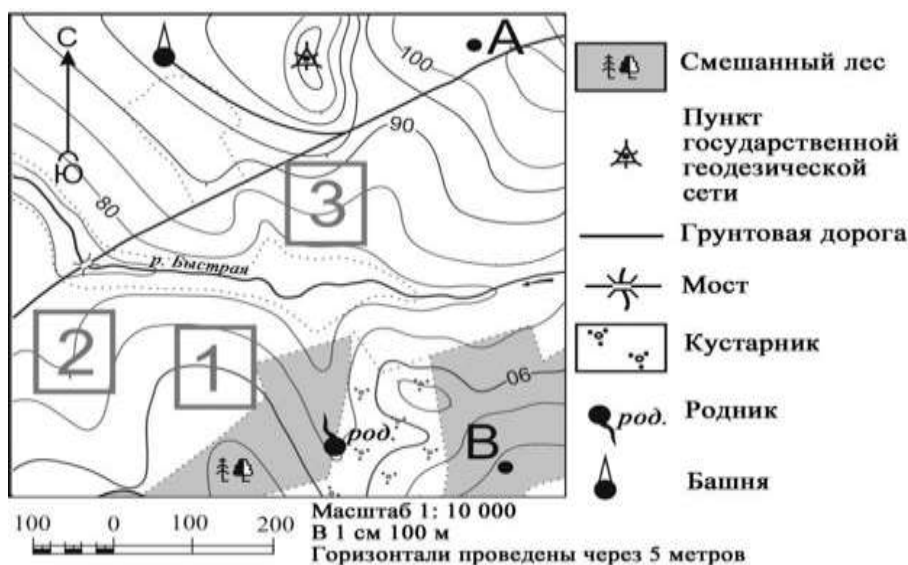 С
Ю
А
100
90
80
3
р. Быстрая
2
1
90
род.
В
Смешанный лес
Пункт
государственной
геодезической
сети
Грунтовая дорога
Мост
Кустарник
род.
Родник
Башня
100 0 100 200
Масштаб 1: 10 000
В 1 см 100 м
Горизонтали проведены через 5 метров